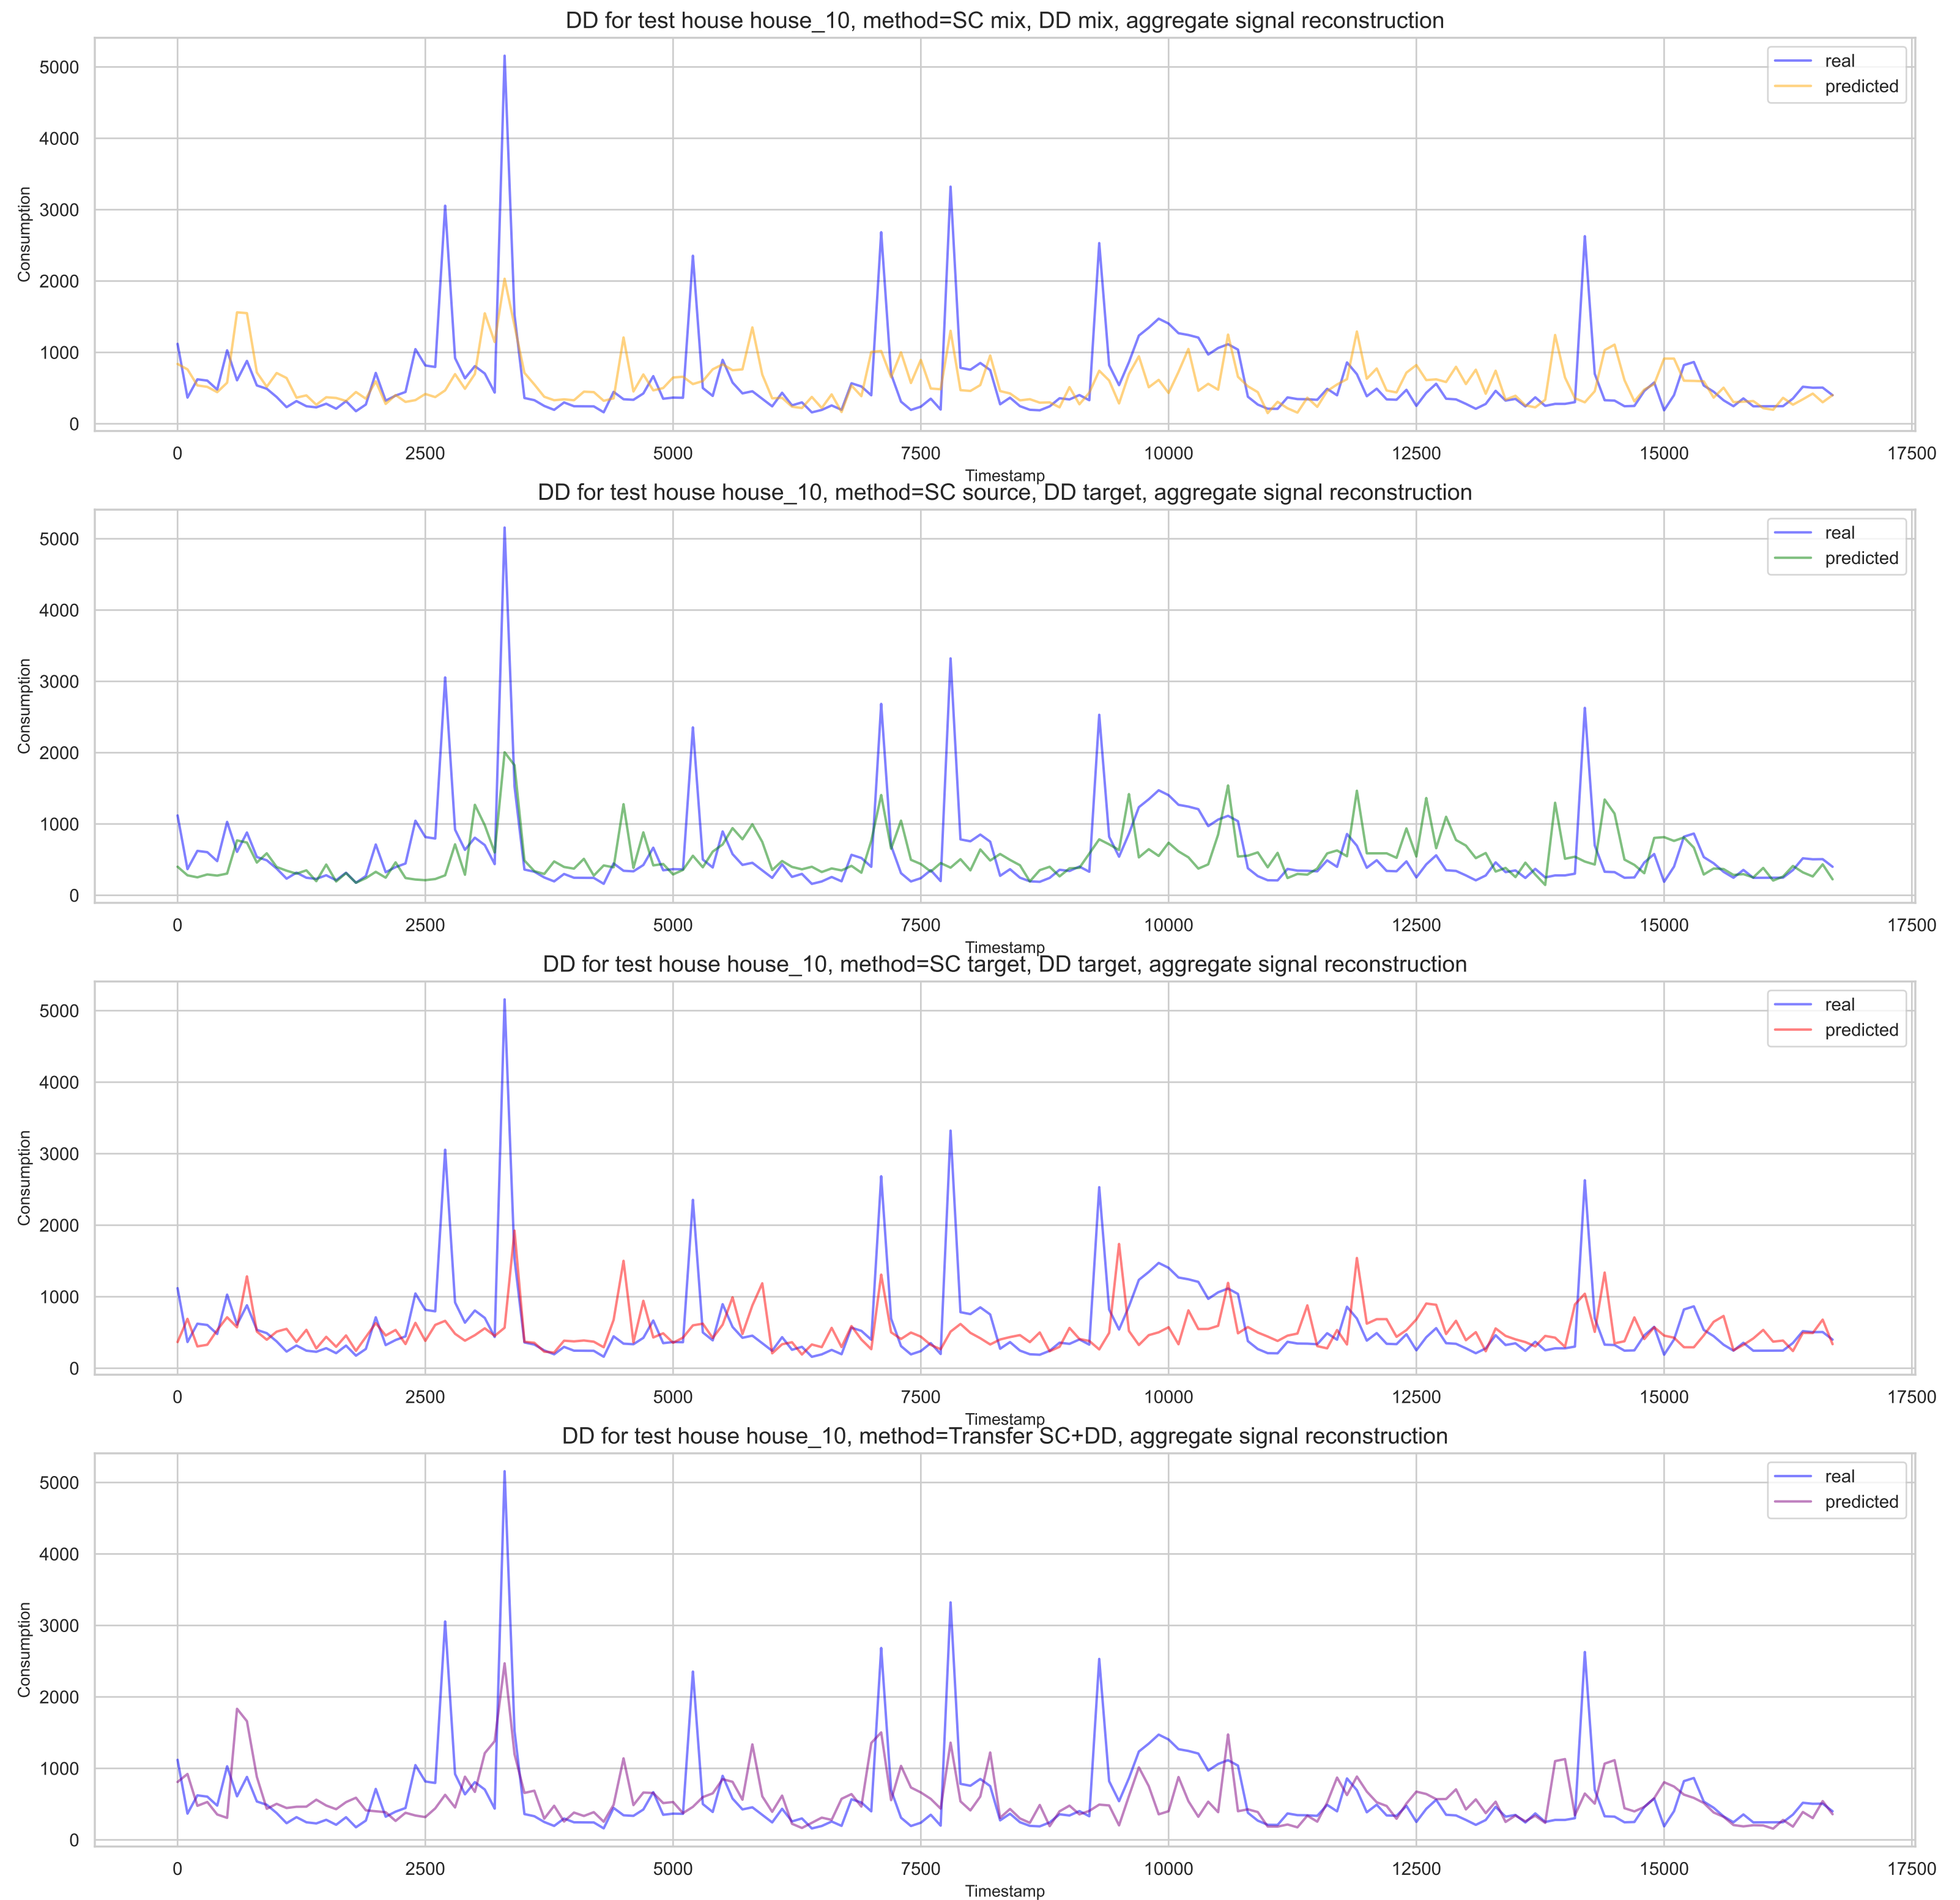 DD for test house house_10, method=SC mix, DD mix, aggregate signal reconstruction
5000
4000
3000
2000
1000
0
Consumption
real
predicted
0 2500 5000 7500 10000 12500 15000 17500
Timestamp
DD for test house house_10, method=SC source, DD target, aggregate signal reconstruction
5000
4000
3000
2000
1000
0
Consumption
real
predicted
0 2500 5000 7500 10000 12500 15000 17500
Timestamp
DD for test house house_10, method=SC target, DD target, aggregate signal reconstruction
5000
4000
3000
2000
1000
0
Consumption
real
predicted
0 2500 5000 7500 10000 12500 15000 17500
Timestamp
DD for test house house_10, method=Transfer SC+DD, aggregate signal reconstruction
5000
4000
3000
2000
1000
0
Consumption
real
predicted
0 2500 5000 7500 10000 12500 15000 17500
Timestamp